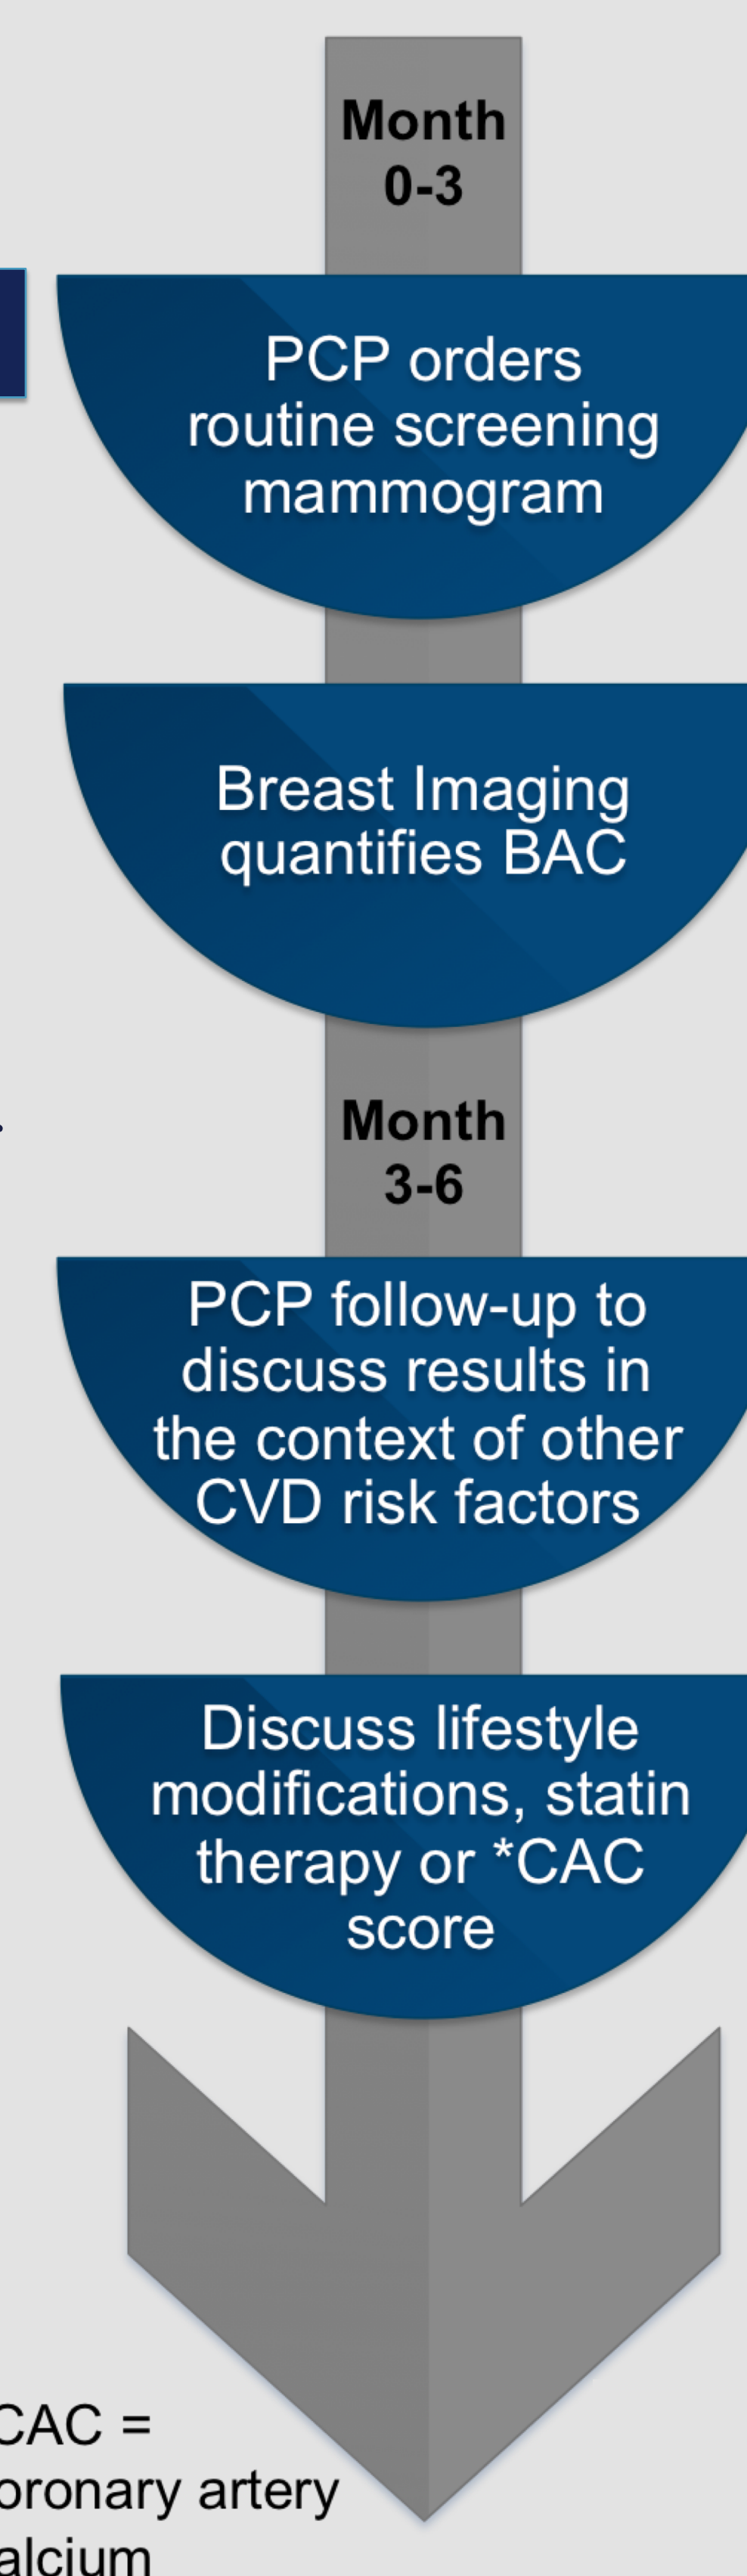 Month
0-3
PCP orders
routine screening
mammogram
Breast Imaging
quantifies BAC
Month
3-6
PCP follow-up to
discuss results in
the context of other
CVD risk factors
Discuss lifestyle
modifications, statin
therapy or *CAC
score
CAC =
oronary artery
alcium